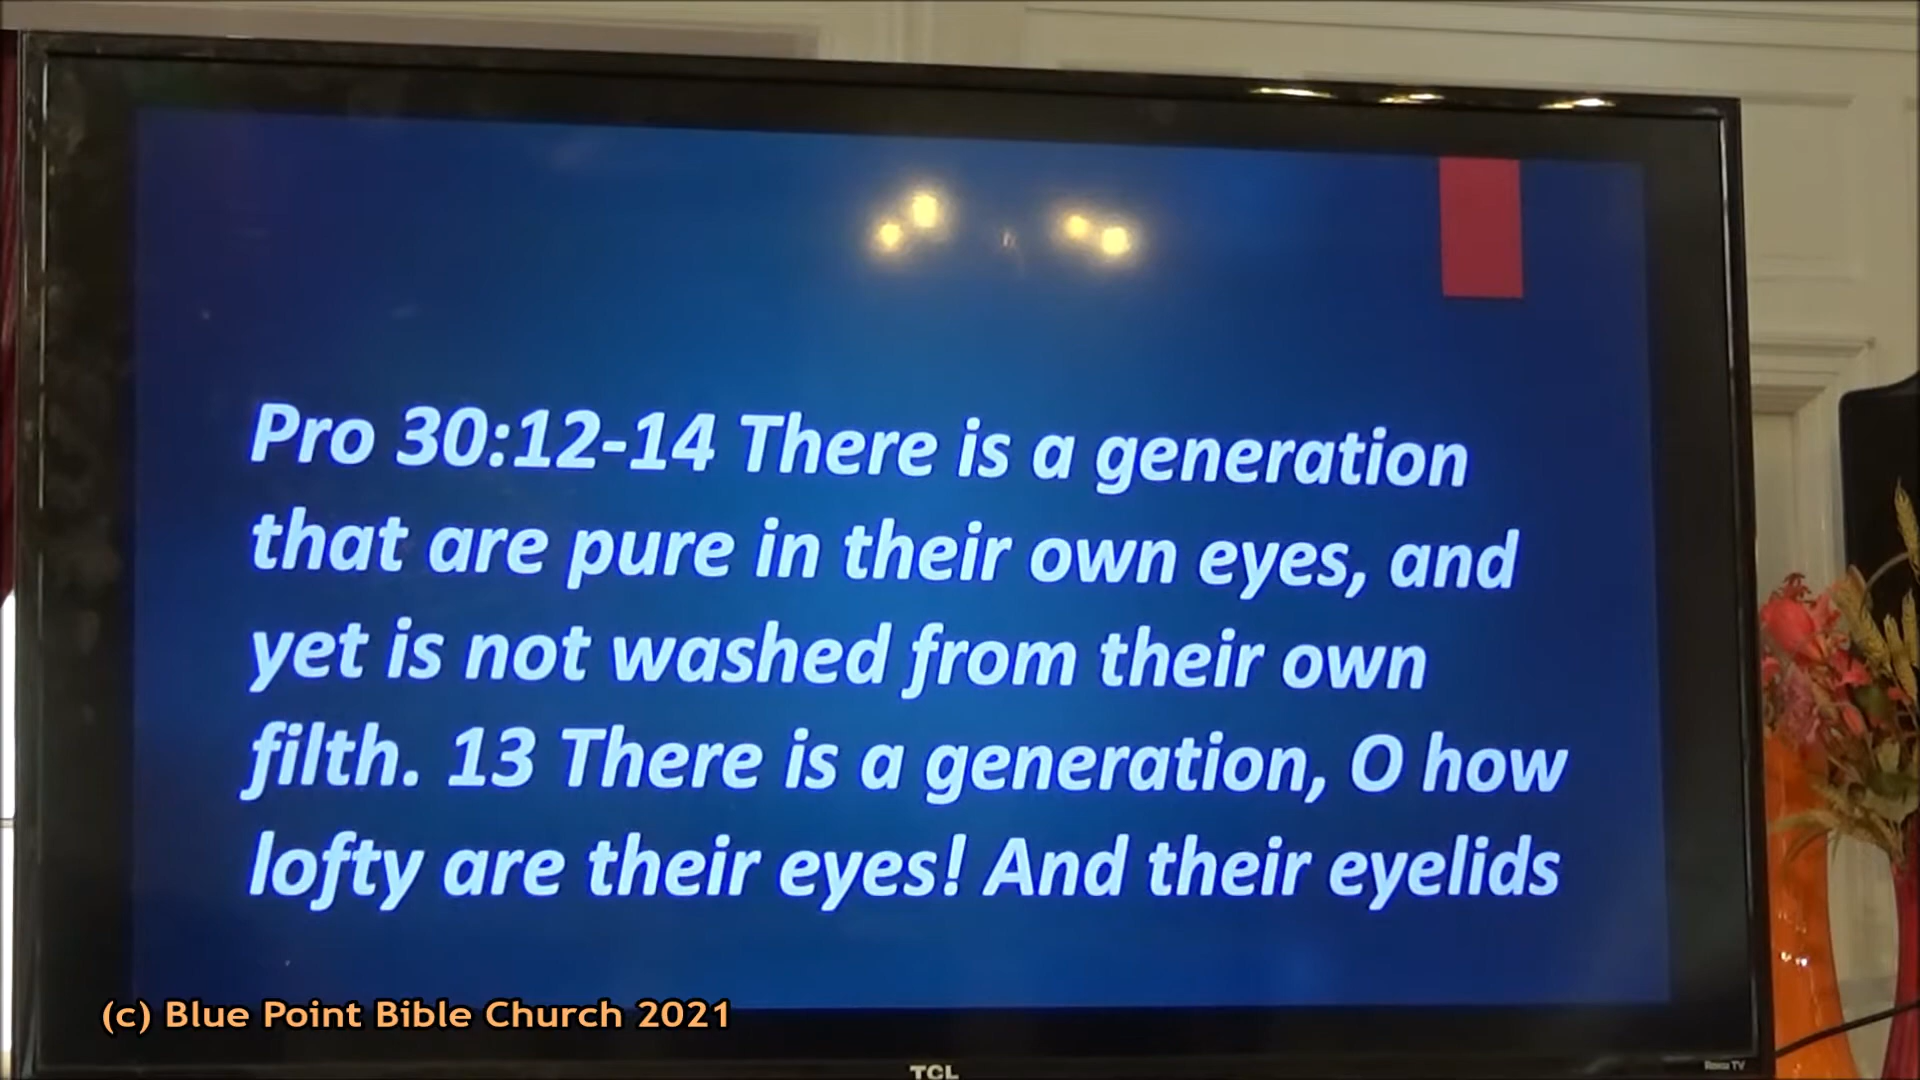 Pro 30:12-14 There is a generation
that are pure in their own eyes, and
yet is not washed from their own
filth. 13 There is a generation, O how
lofty are their eyes! And their eyelids
(c) Blue Point Bible Church 2021
TCL
Roku TV